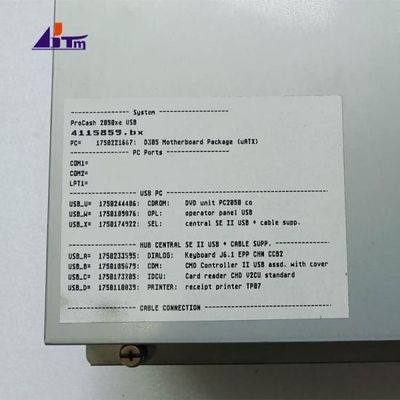 ATM
System
ProCash 2050xe USB
4115859.bx
PC= 1750221667: D305 Motherboard Package (uATX)
PC Ports
COM1=
COM2=
LPT1=
USB PC
USB_U= 1750244486: CDROM: DVD unit PC2050 co
USB_W= 1750109076: OPL: operator panel USB
USB_X= 1750174922: SEL: central SE II USB + cable supp.
HUB CENTRAL SE II USB + CABLE SUPP.
USB_A= 1750233595: DIALOG: Keyboard J6.1 EPP CHN CCB2
USB_B= 1750105679: COM: CMD Controller II USB assd. with cover
USB_C= 1750173205: IDCU: Card reader CHD V2CU standard
USB_D= 1750110039: PRINTER: receipt printer TP07
CABLE CONNECTION